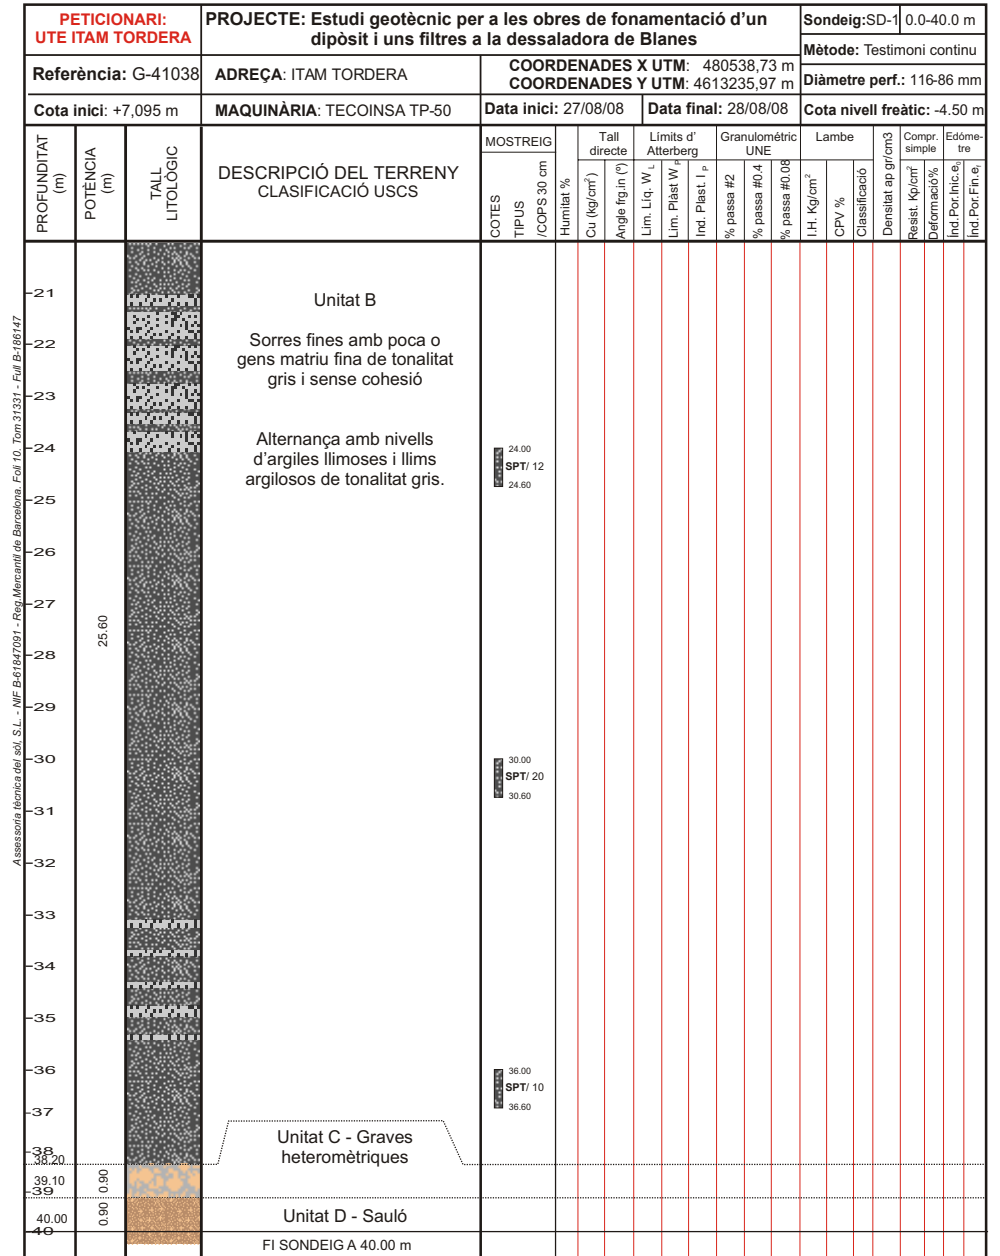 PETICIONARI:
UTE ITAM TORDERA
PROJECTE: Estudi geotècnic per a les obres de fonamentació d'un
dipòsit i uns filtres a la dessaladora de Blanes
Sondeig:SD-1 0.0-40.0 m
Mètode: Testimoni continu
Referència: G-41038
ADREÇA: ITAM TORDERA
COORDENADES X UTM: 480538,73 m
COORDENADES Y UTM: 4613235,97 m
Diàmetre perf.: 116-86 mm
Cota inici: +7,095 m
MAQUINÀRIA: TECOINSA TP-50
Data inici: 27/08/08
Data final: 28/08/08
Cota nivell freàtic: -4.50 m
PROFUNDITAT
(m)
POTÈNCIA
(m)
TALL
LITOLÒGIC
DESCRIPCIÓ DEL TERRENY
CLASIFICACIÓ USCS
MOSTREIG
COTES
TIPUS
/COPS 30 cm
Humitat %
Tall
directe
Cu (kg/cm²)
Angle frg.in (º)
Límits d'
Atterberg
Lim. Líq. W L
Lim. Plàst W P
Ind. Plast. I P
Granulométric
UNE
% passa #2
% passa #0.4
% passa #0.08
Lambe
I.H. Kg/cm²
CPV %
Classificació
Densitat ap gr/cm3
Compr.
simple
Resist. Kp/cm²
Deformació%
Edóme-
tre
Índ.Por.Inic.e0
Índ.Por.Fin.ef
21
22
23
24
25
26
27
28
29
30
31
32
33
34
35
36
37
38
38.20
39.10
39
40.00
40
25.60
0.90
0.90
Unitat B
Sorres fines amb poca o
gens matriu fina de tonalitat
gris i sense cohesió
Alternança amb nivells
d'argiles llimoses i llims
argilosos de tonalitat gris.
24.00
SPT/ 12
24.60
30.00
SPT/ 20
30.60
36.00
SPT/ 10
36.60
Unitat C - Graves
heteromètriques
Unitat D - Sauló
FI SONDEIG A 40.00 m
Assessoria tècnica del sòl, S.L. - NIF B-61847091 - Reg.Mercantil de Barcelona. Foli 10, Tom 31331 - Full B-186147